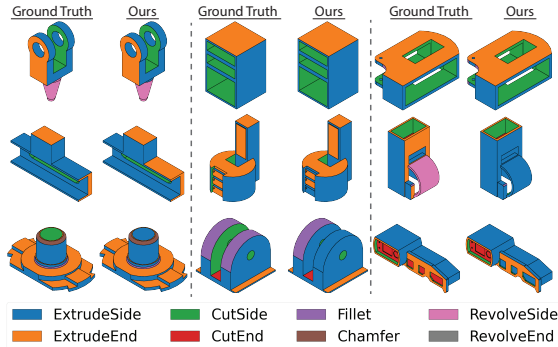 Ground Truth Ours Ground Truth Ours Ground Truth Ours
ExtrudeSide CutSide Fillet RevolveSide
ExtrudeEnd CutEnd Chamfer RevolveEnd